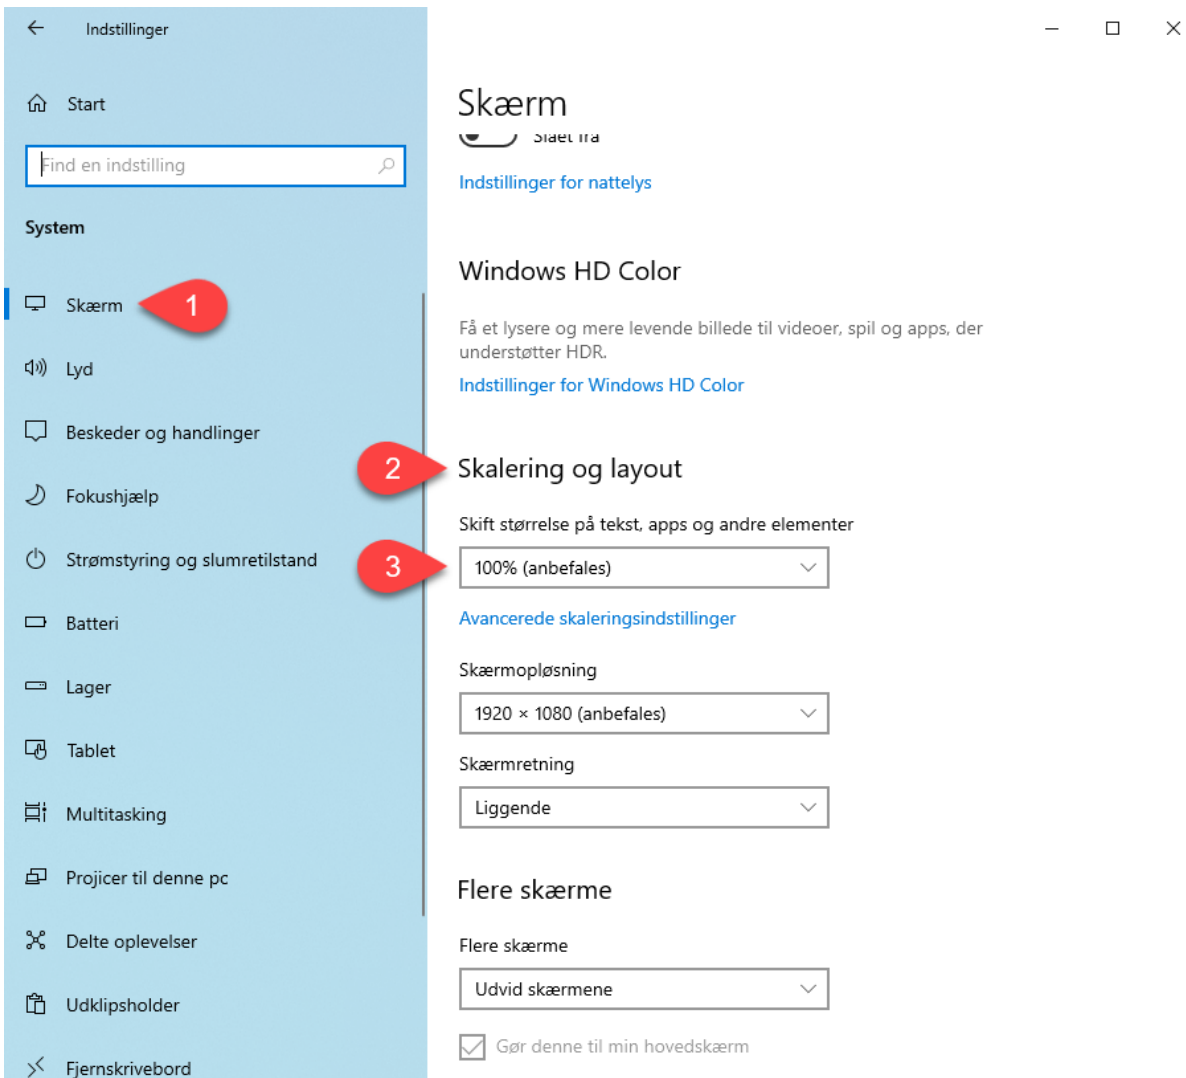 Indstillinger
Start
Find en indstilling
System
Skærm
1
Lyd
Beskeder og handlinger
Fokushjælp
Strømstyring og slumretilstand
Batteri
Lager
Tablet
Multitasking
Projicer til denne pc
Delte oplevelser
Udklipsholder
Fjernskrivebord
Skærm
Slået fra
Indstillinger for nattelys
Windows HD Color
Få et lysere og mere levende billede til videoer, spil og apps, der
understøtter HDR.
Indstillinger for Windows HD Color
2
Skalering og layout
Skift størrelse på tekst, apps og andre elementer
3
100% (anbefales)
Avancerede skaleringsindstillinger
Skærmopløsning
1920 × 1080 (anbefales)
Skærmretning
Liggende
Flere skærme
Flere skærme
Udvid skærmene
Gør denne til min hovedskærm